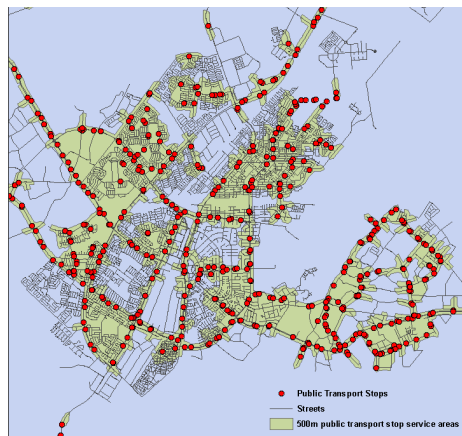 Public Transport Stops
Streets
500m public transport stop service areas